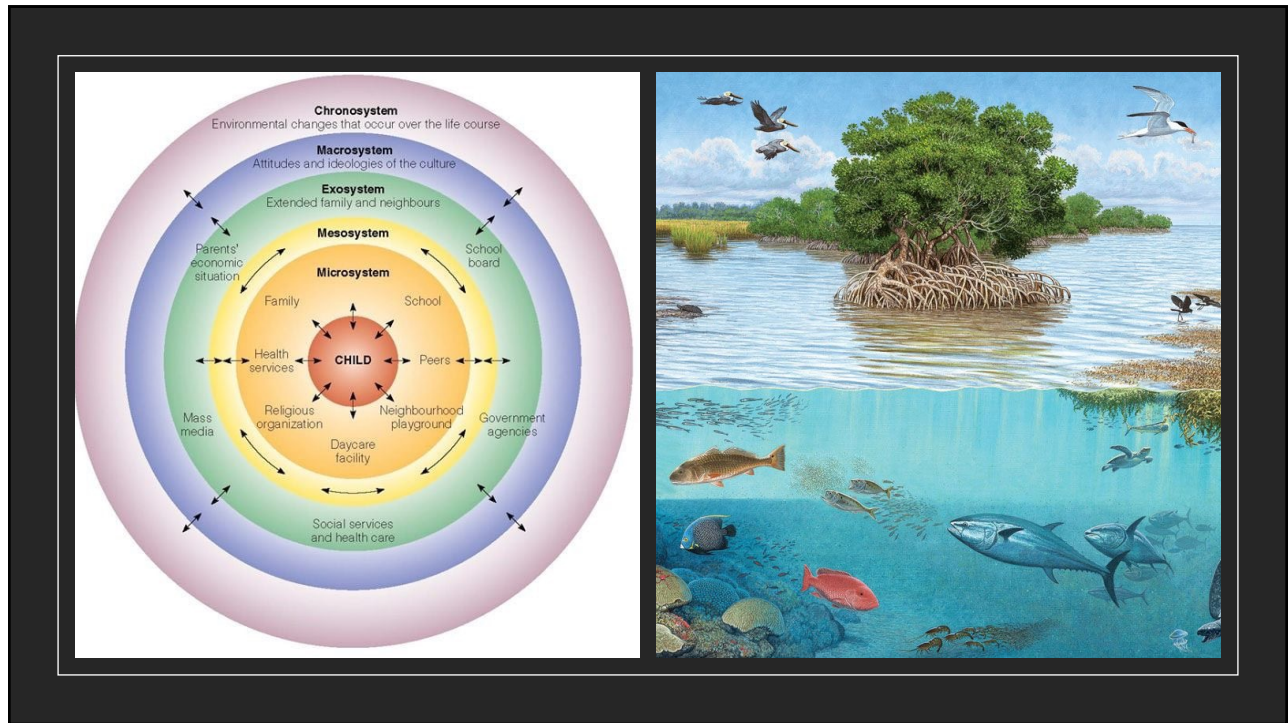 Chronosystem
Environmental changes that occur over the life course
Macrosystem
Attitudes and ideologies of the culture
Exosystem
Extended family and neighbours
Mesosystem
Parents'
economic
situation
School
board
Microsystem
Family
School
Health
services
CHILD
Peers
Religious
organization
Neighbourhood
playground
Daycare
facility
Mass
media
Government
agencies
Social services
and health care